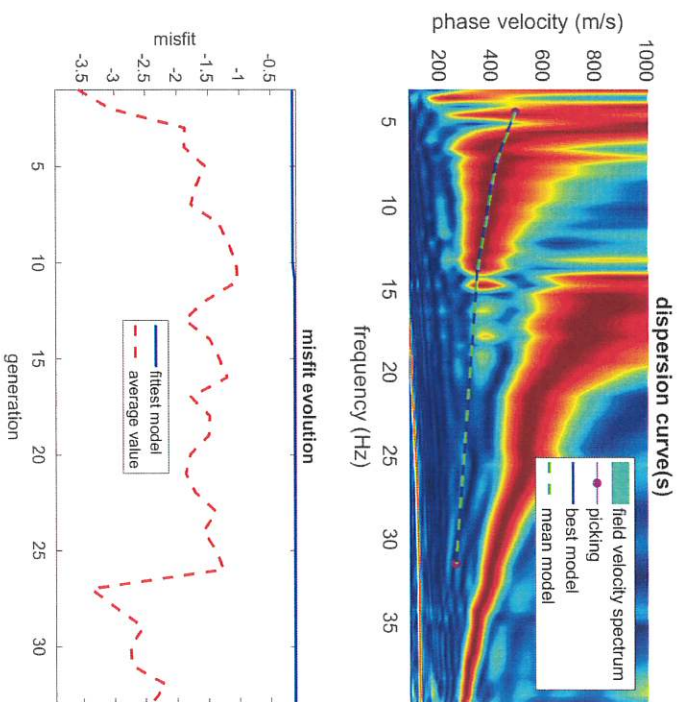 dispersion curve(s)
phase velocity (m/s)
1000
800
600
400
200
5
10
15
20
25
30
35
frequency (Hz)
field velocity spectrum
picking
best model
mean model
misfit evolution
misfit
-0.5
-1
-1.5
-2
-2.5
-3
-3.5
5
10
15
20
25
30
generation
fittest model
average value